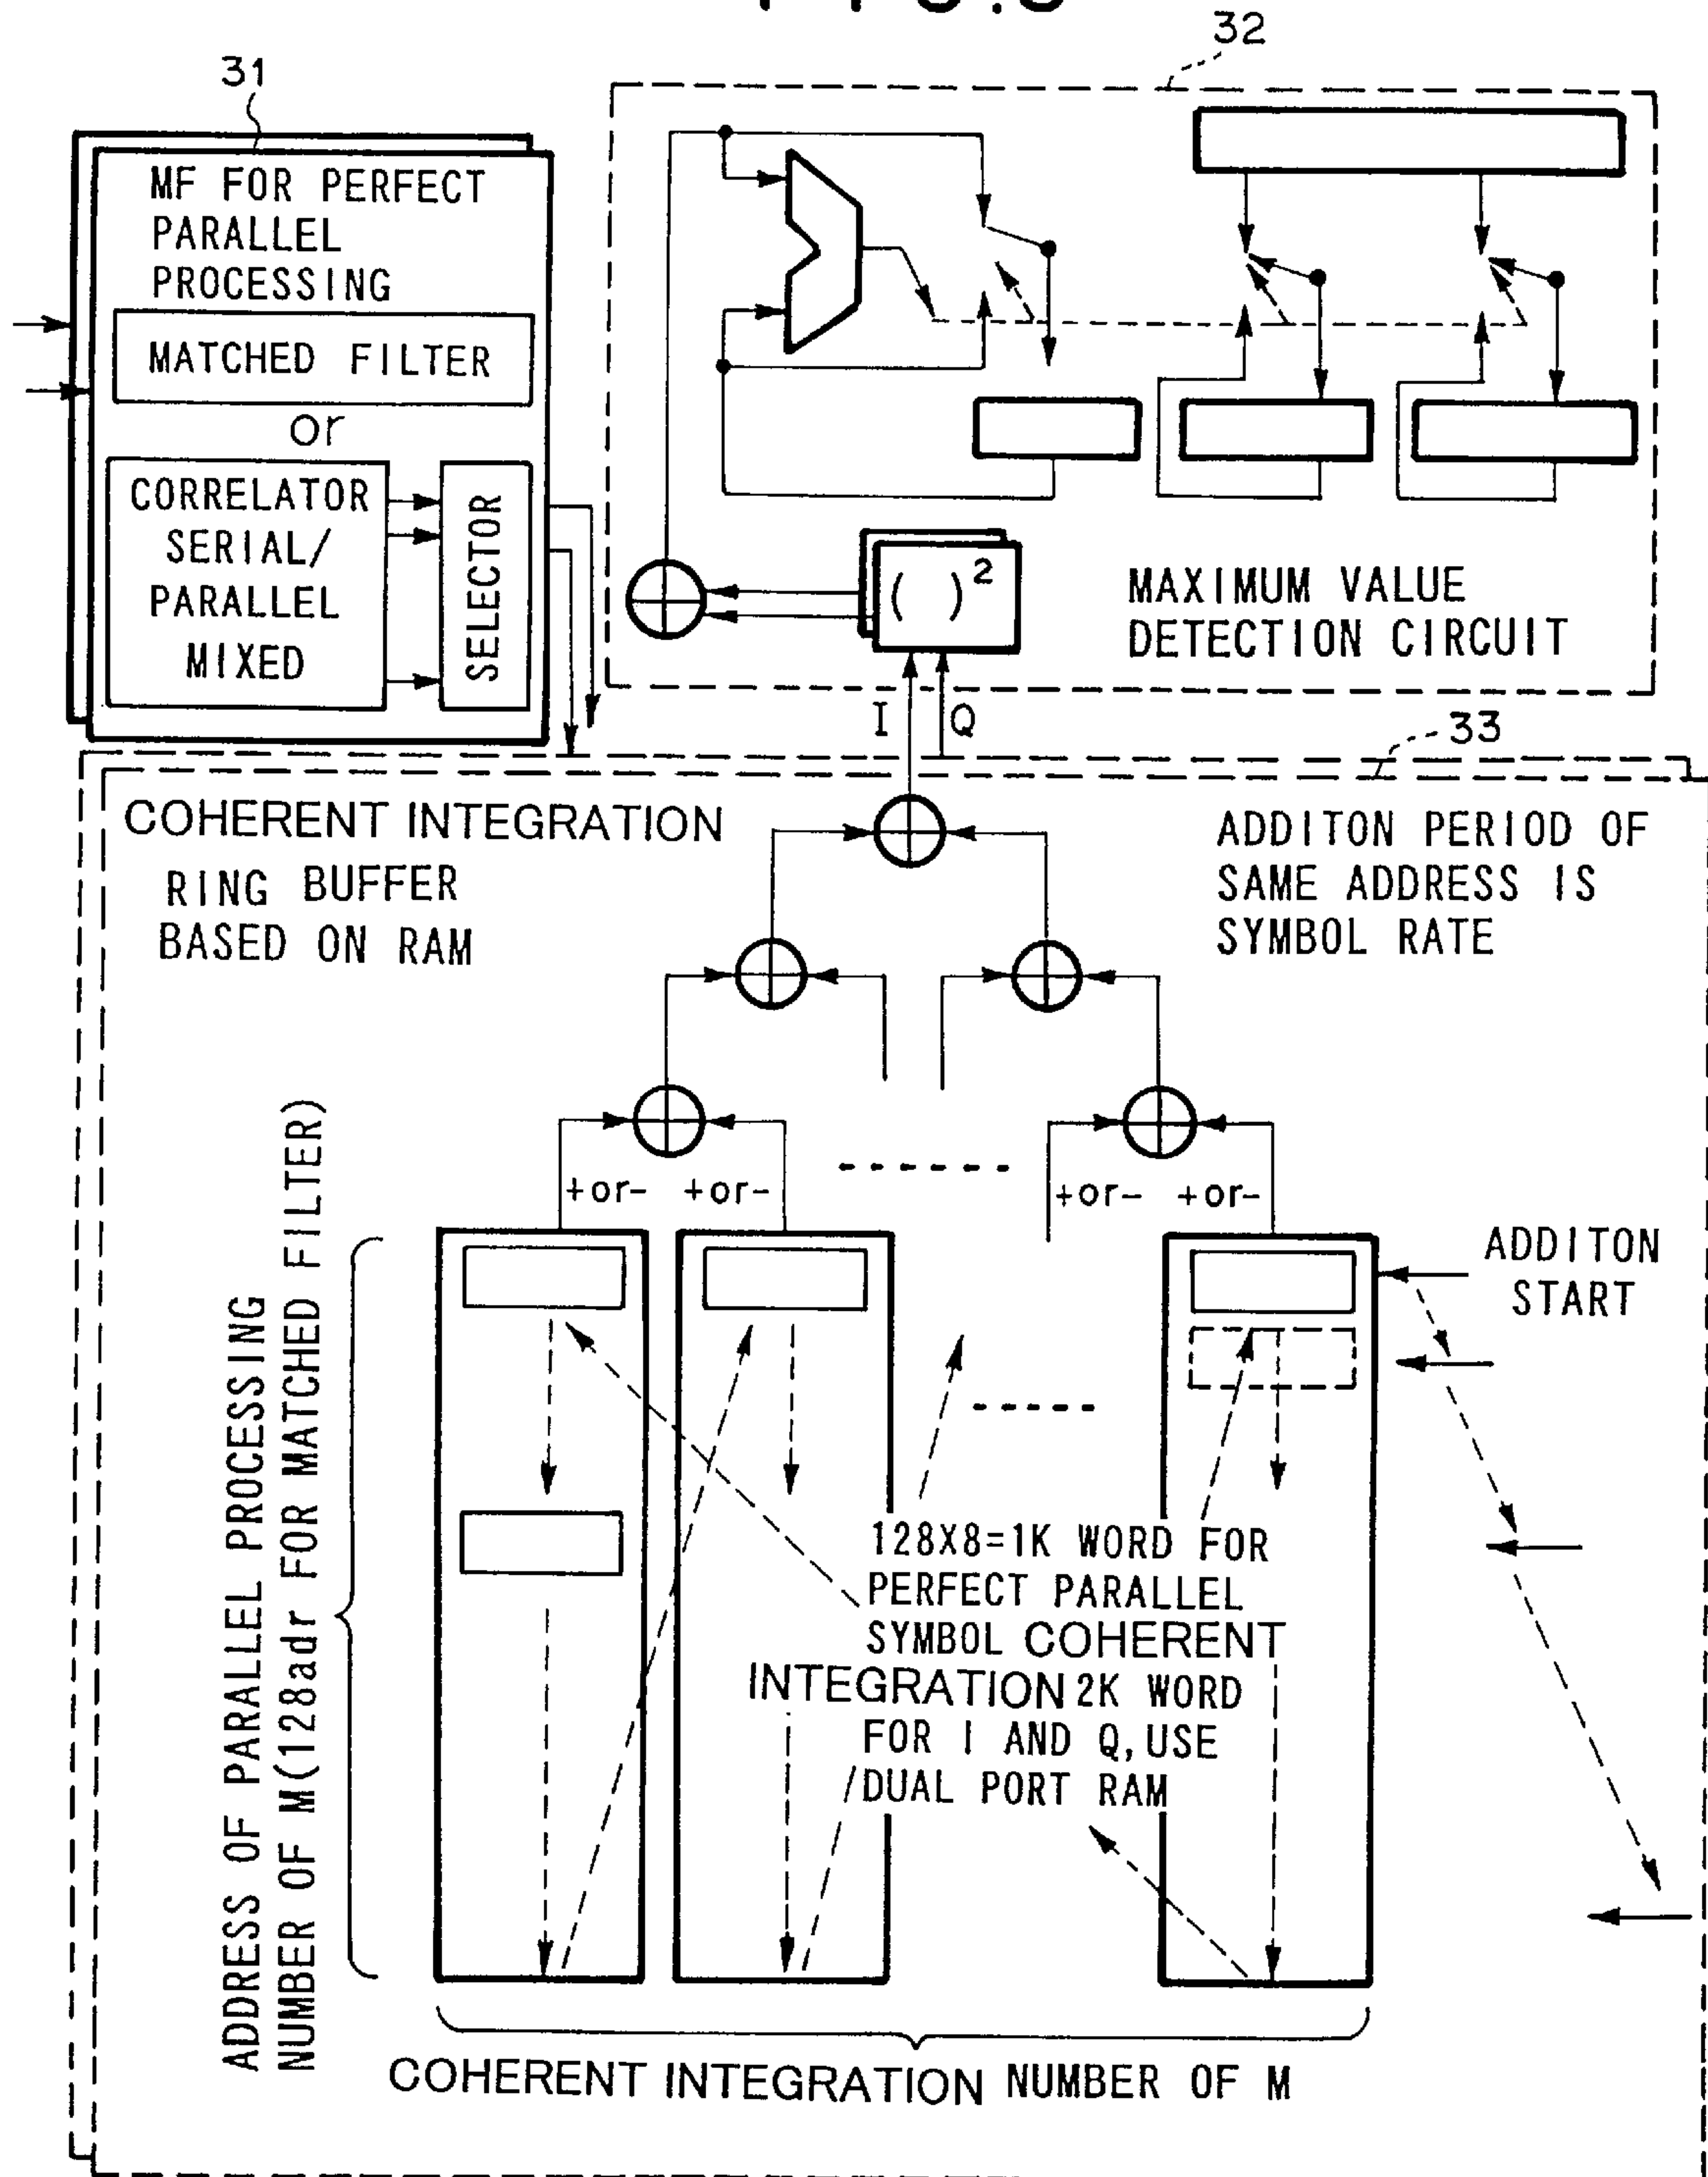 32
31
MF FOR PERFECT
PARALLEL
PROCESSING
MATCHED FILTER
or
CORRELATOR
SERIAL/
PARALLEL
MIXED
SELECTOR
( )²
MAXIMUM VALUE
DETECTION CIRCUIT
I Q
33
COHERENT INTEGRATION
RING BUFFER
BASED ON RAM
ADDITON PERIOD OF
SAME ADDRESS IS
SYMBOL RATE
+or- +or- +or- +or-
ADDITON
START
ADDRESS OF PARALLEL PROCESSING
NUMBER OF M(128adr FOR MATCHED FILTER)
128X8=1K WORD FOR
PERFECT PARALLEL
SYMBOL COHERENT
INTEGRATION 2K WORD
FOR I AND Q, USE
DUAL PORT RAM
COHERENT INTEGRATION NUMBER OF M